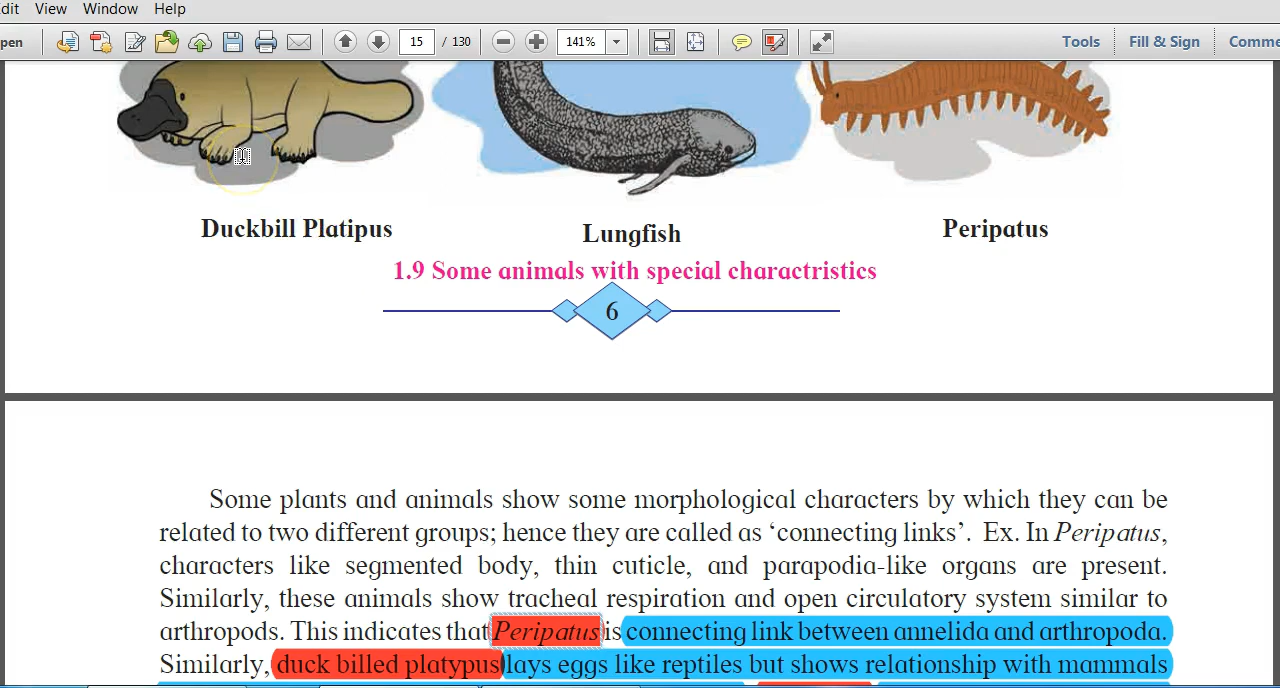 dit View Window Help
pen 15 / 130 141% Tools Fill & Sign Comme
Duckbill Platipus Lungfish Peripatus
1.9 Some animals with special charactristics
6
Some plants and animals show some morphological characters by which they can be
related to two different groups; hence they are called as ‘connecting links’. Ex. In Peripatus,
characters like segmented body, thin cuticle, and parapodia-like organs are present.
Similarly, these animals show tracheal respiration and open circulatory system similar to
arthropods. This indicates that Peripatus is connecting link between annelida and arthropoda.
Similarly, duck billed platypus lays eggs like reptiles but shows relationship with mammals